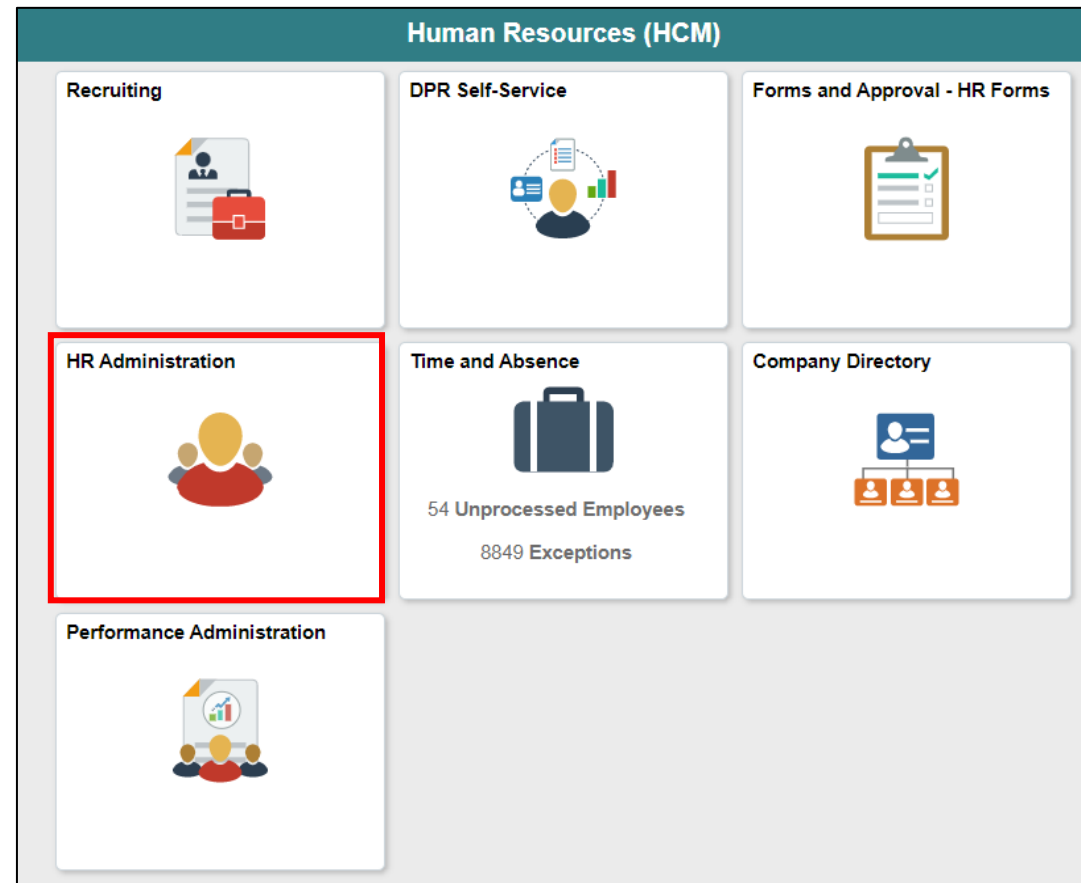 Human Resources (HCM)
Recruiting
DPR Self-Service
Forms and Approval - HR Forms
HR Administration
Time and Absence
54 Unprocessed Employees
8849 Exceptions
Company Directory
Performance Administration